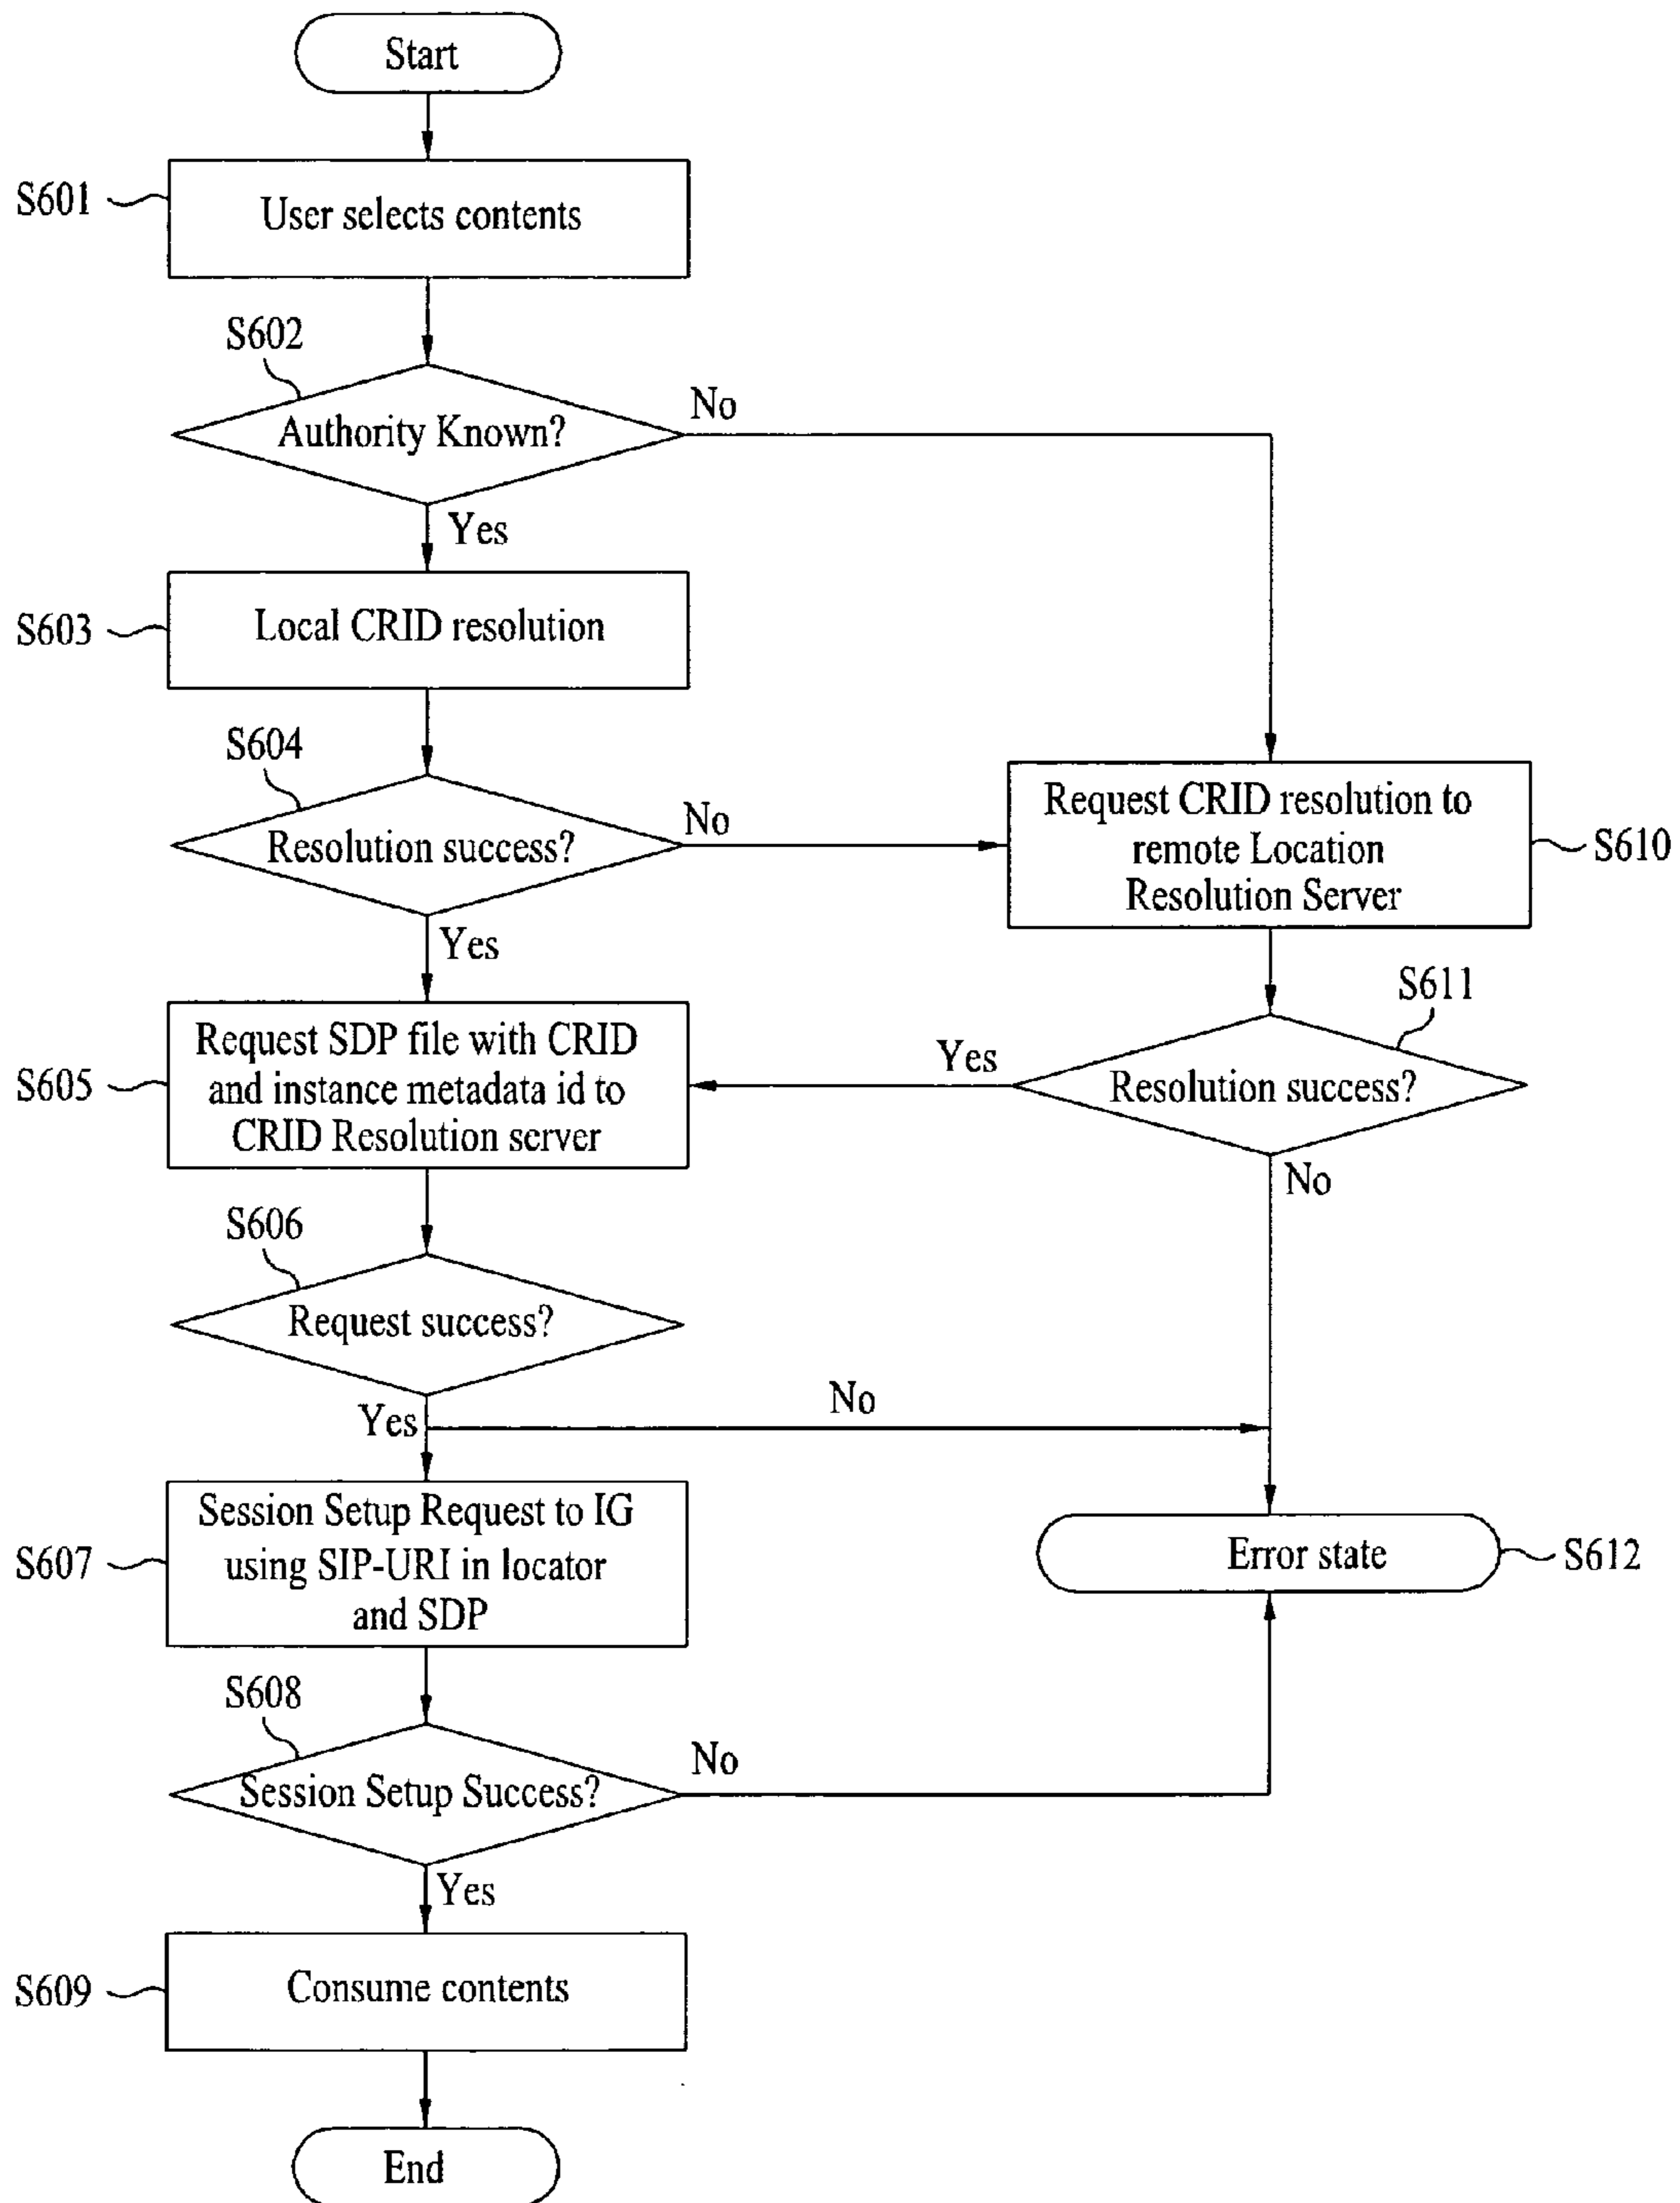 Start
S601
User selects contents
S602
Authority Known?
No
Yes
S603
Local CRID resolution
S604
Resolution success?
No
Yes
Request CRID resolution to
remote Location
Resolution Server
S610
S605
Request SDP file with CRID
and instance metadata id to
CRID Resolution server
Yes
S611
Resolution success?
No
S606
Request success?
Yes
No
S607
Session Setup Request to IG
using SIP-URI in locator
and SDP
Error state
S612
S608
Session Setup Success?
No
Yes
S609
Consume contents
End